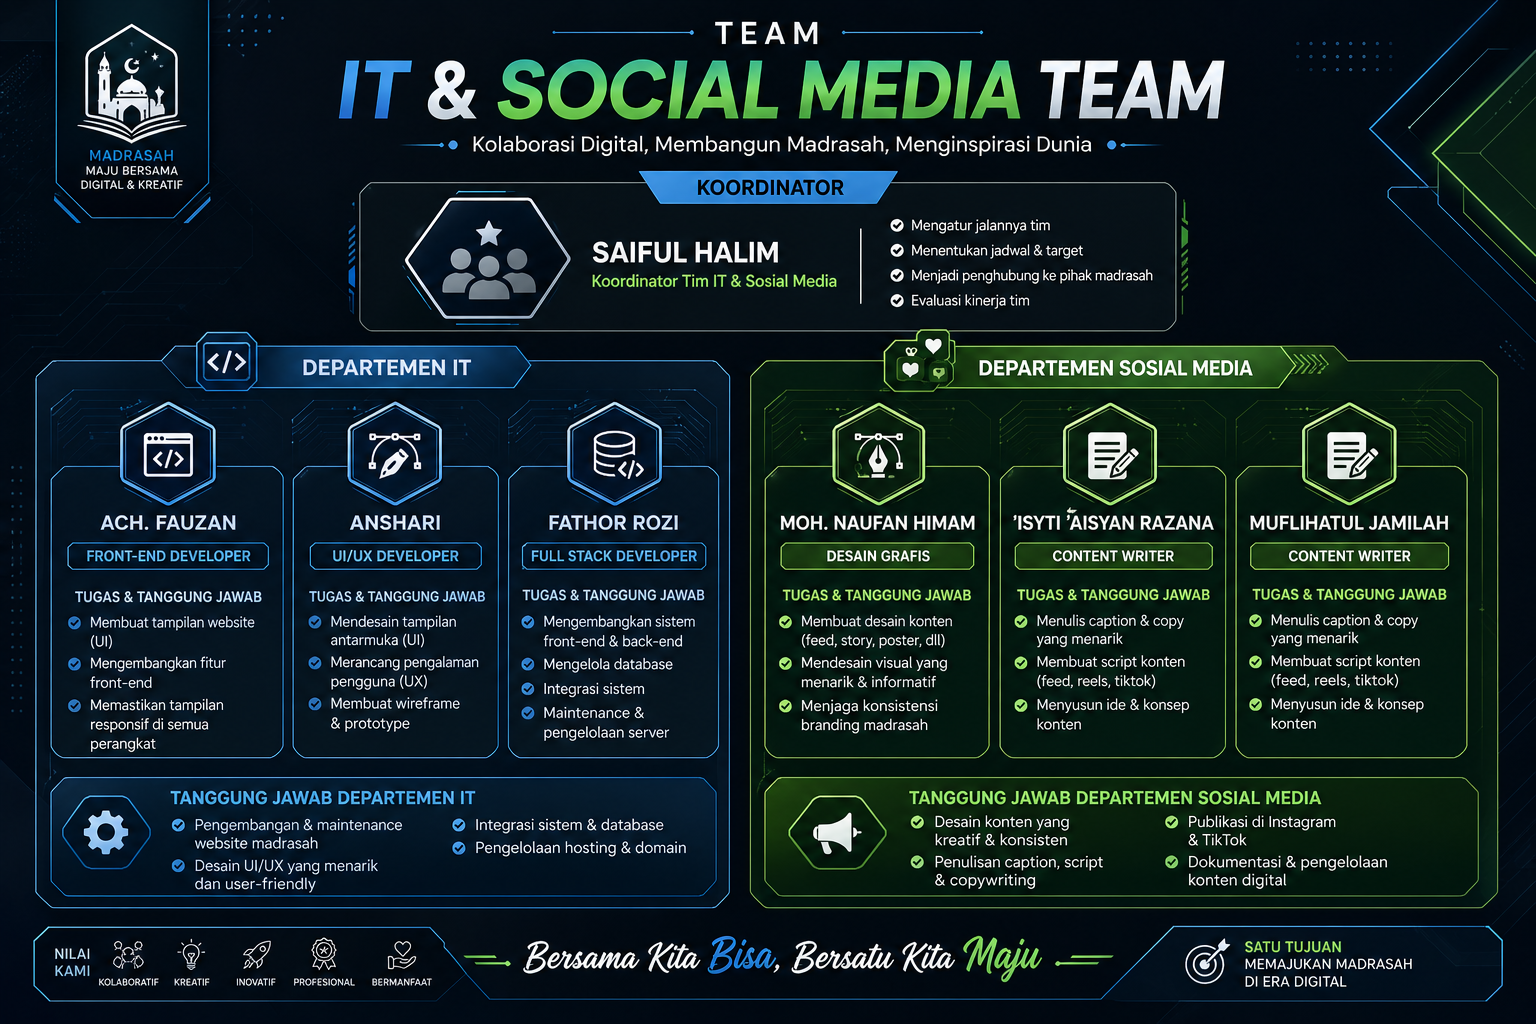 TEAM
IT & SOCIAL MEDIA TEAM
Kolaborasi Digital, Membangun Madrasah, Menginspirasi Dunia
MADRASAH
MAJU BERSAMA
DIGITAL & KREATIF
KOORDINATOR
SAIFUL HALIM
Koordinator Tim IT & Sosial Media
Mengatur jalannya tim
Menentukan jadwal & target
Menjadi penghubung ke pihak madrasah
Evaluasi kinerja tim
</> DEPARTEMEN IT
</>
ACH. FAUZAN
FRONT-END DEVELOPER
TUGAS & TANGGUNG JAWAB
Membuat tampilan website
(UI)
Mengembangkan fitur
front-end
Memastikan tampilan
responsif di semua
perangkat
ANSHARI
UI/UX DEVELOPER
TUGAS & TANGGUNG JAWAB
Mendesain tampilan
antarmuka (UI)
Merancang pengalaman
pengguna (UX)
Membuat wireframe
& prototype
</>
FATHOR ROZI
FULL STACK DEVELOPER
TUGAS & TANGGUNG JAWAB
Mengembangkan sistem
front-end & back-end
Mengelola database
Integrasi sistem
Maintenance &
pengelolaan server
TANGGUNG JAWAB DEPARTEMEN IT
Pengembangan & maintenance
website madrasah
Desain UI/UX yang menarik
dan user-friendly
Integrasi sistem & database
Pengelolaan hosting & domain
DEPARTEMEN SOSIAL MEDIA
MOH. NAUFAN HIMAM
DESAIN GRAFIS
TUGAS & TANGGUNG JAWAB
Membuat desain konten
(feed, story, poster, dll)
Mendesain visual yang
menarik & informatif
Menjaga konsistensi
branding madrasah
'ISYTI 'AISYAN RAZANA
CONTENT WRITER
TUGAS & TANGGUNG JAWAB
Menulis caption & copy
yang menarik
Membuat script konten
(feed, reels, tiktok)
Menyusun ide & konsep
konten
MUFLIHATUL JAMILAH
CONTENT WRITER
TUGAS & TANGGUNG JAWAB
Menulis caption & copy
yang menarik
Membuat script konten
(feed, reels, tiktok)
Menyusun ide & konsep
konten
TANGGUNG JAWAB DEPARTEMEN SOSIAL MEDIA
Desain konten yang
kreatif & konsisten
Penulisan caption, script
& copywriting
Publikasi di Instagram
& TikTok
Dokumentasi & pengelolaan
konten digital
NILAI
KAMI
KOLABORATIF
KREATIF
INOVATIF
PROFESIONAL
BERMANFAAT
Bersama Kita Bisa, Bersatu Kita Maju
SATU TUJUAN
MEMAJUKAN MADRASAH
DI ERA DIGITAL